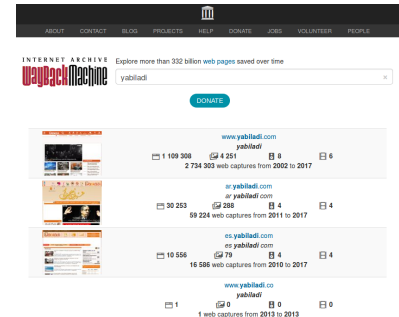 ABOUT CONTACT BLOG PROJECTS HELP DONATE JOBS VOLUNTEER PEOPLE
INTERNET ARCHIVE
WayBackMachine
Explore more than 332 billion web pages saved over time
yabiladi ×
DONATE
www.yabiladi.com
yabiladi
1 109 308 4 251 8 6
2 734 303 web captures from 2002 to 2017
ar.yabiladi.com
ar yabiladi com
30 253 288 4 4
59 224 web captures from 2011 to 2017
es.yabiladi.com
es yabiladi com
10 556 79 4 4
16 586 web captures from 2010 to 2017
www.yabiladi.co
yabiladi
1 0 0 0
1 web captures from 2013 to 2013